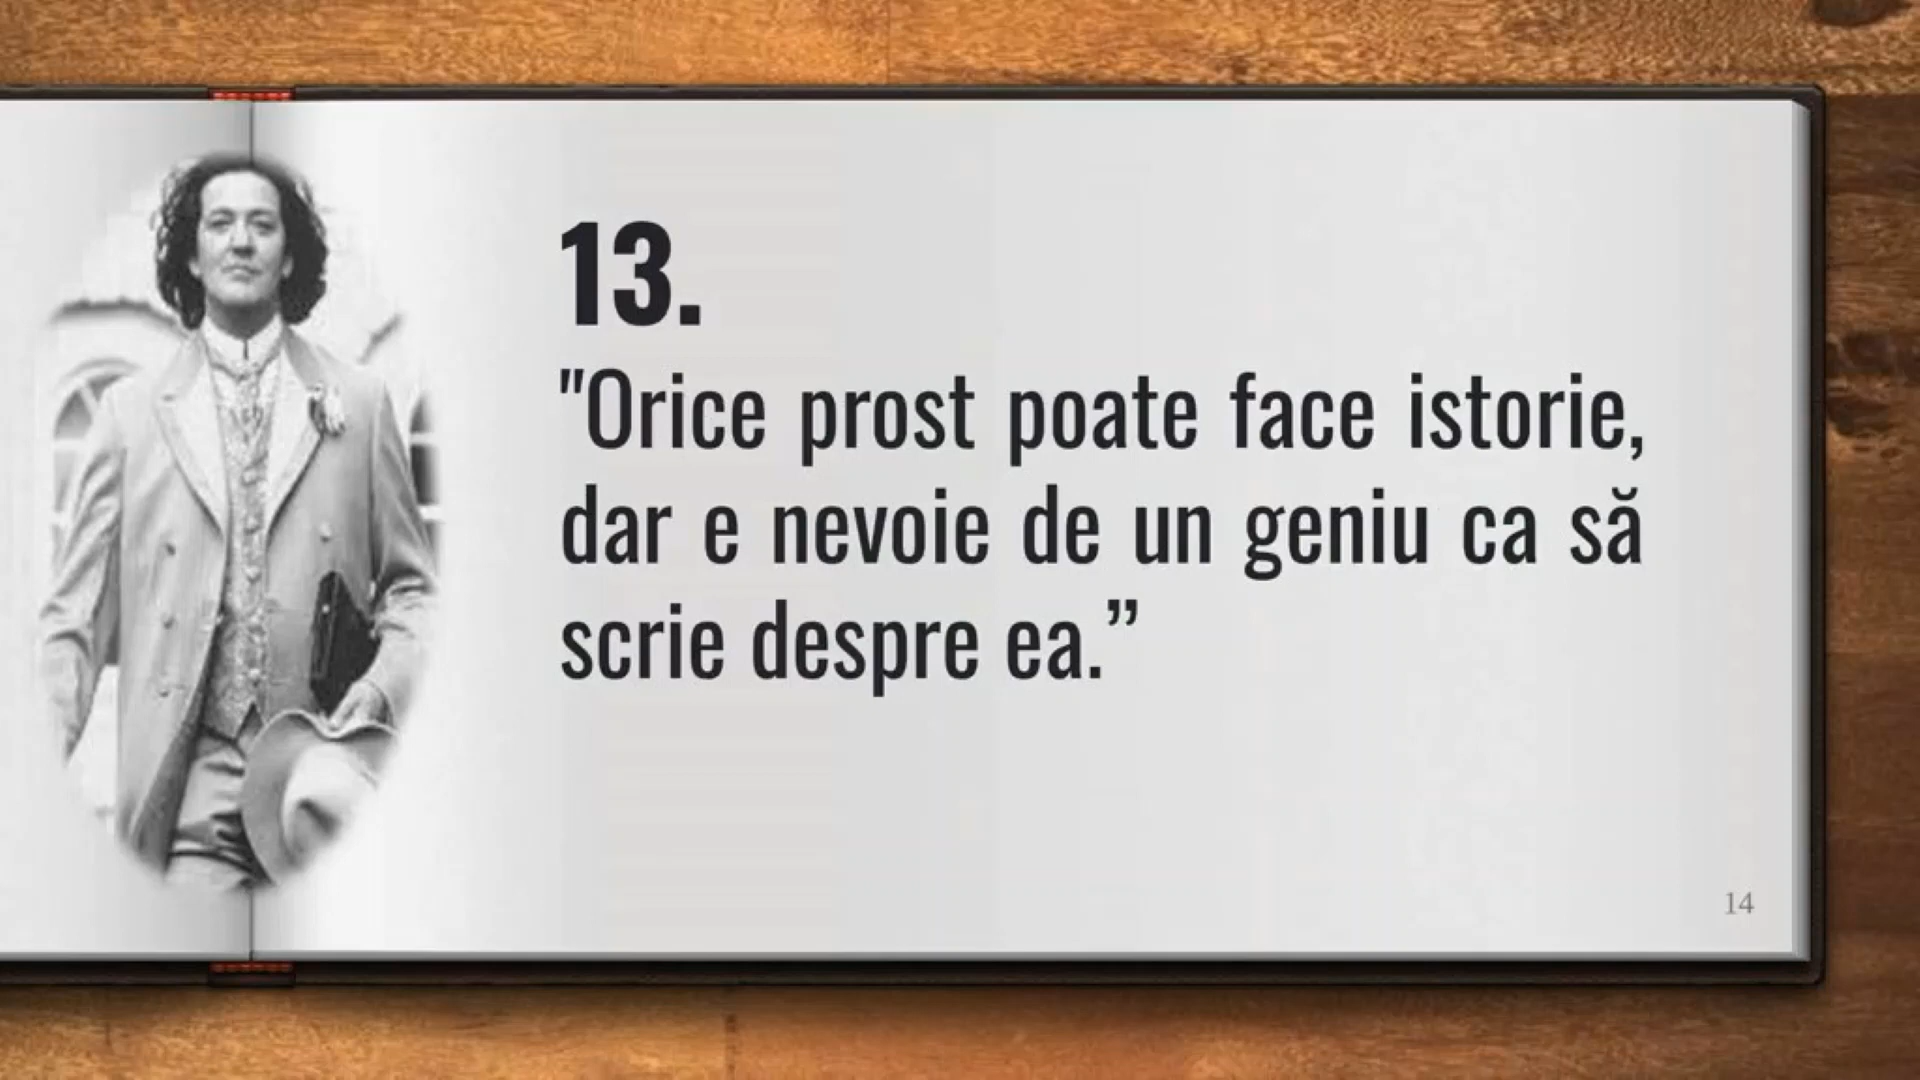 13.
"Orice prost poate face istorie,
dar e nevoie de un geniu ca să
scrie despre ea.”
14